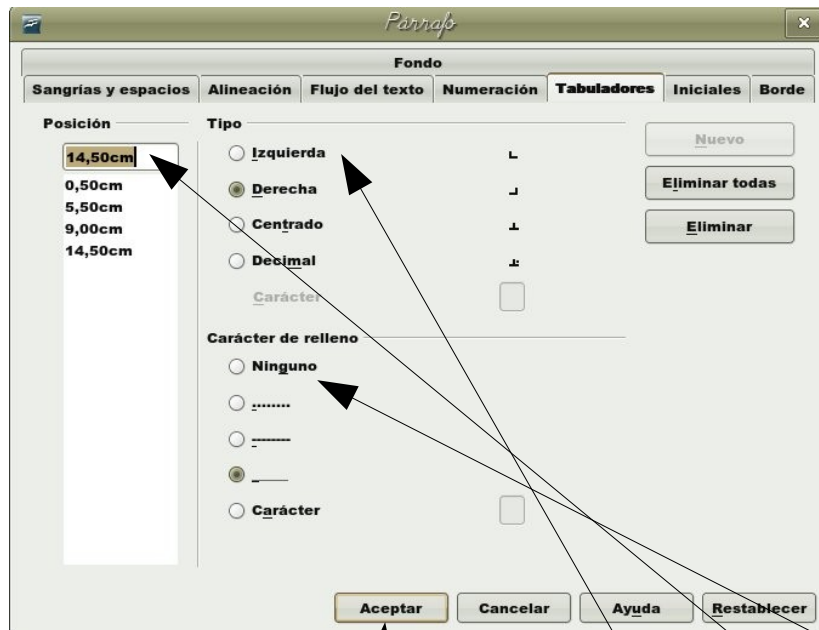 Párrafo
Fondo
Sangrías y espacios Alineación Flujo del texto Numeración Tabuladores Iniciales Borde
Posición
14,50cm
0,50cm
5,50cm
9,00cm
14,50cm
Tipo
Izquierda
Derecha
Centrado
Decimal
Carácter
Carácter de relleno
Ninguno
........
--------
_____
Carácter
Nuevo
Eliminar todas
Eliminar
Aceptar Cancelar Ayuda Restablecer